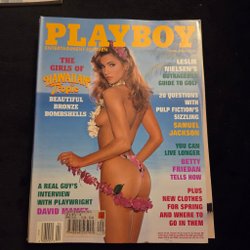 PLAYBOY
ENTERTAINMENT FOR MEN
THE
GIRLS OF
HAWAIIAN
Tropic
BEAUTIFUL
BRONZE
BOMBSHELLS
LESLIE
NIELSEN'S
OUTRAGEOUS
GUIDE TO GOLF
20 QUESTIONS
WITH PULP
FICTION'S
SIZZLING
SAMUEL
JACKSON
YOU CAN
LIVE LONGER
BETTY
FRIEDAN
TELLS HOW
PLUS
NEW CLOTHES
FOR SPRING
AND WHERE TO
GO IN THEM
A REAL GUY'S
INTERVIEW
WITH PLAYWRIGHT
DAVID MAMET